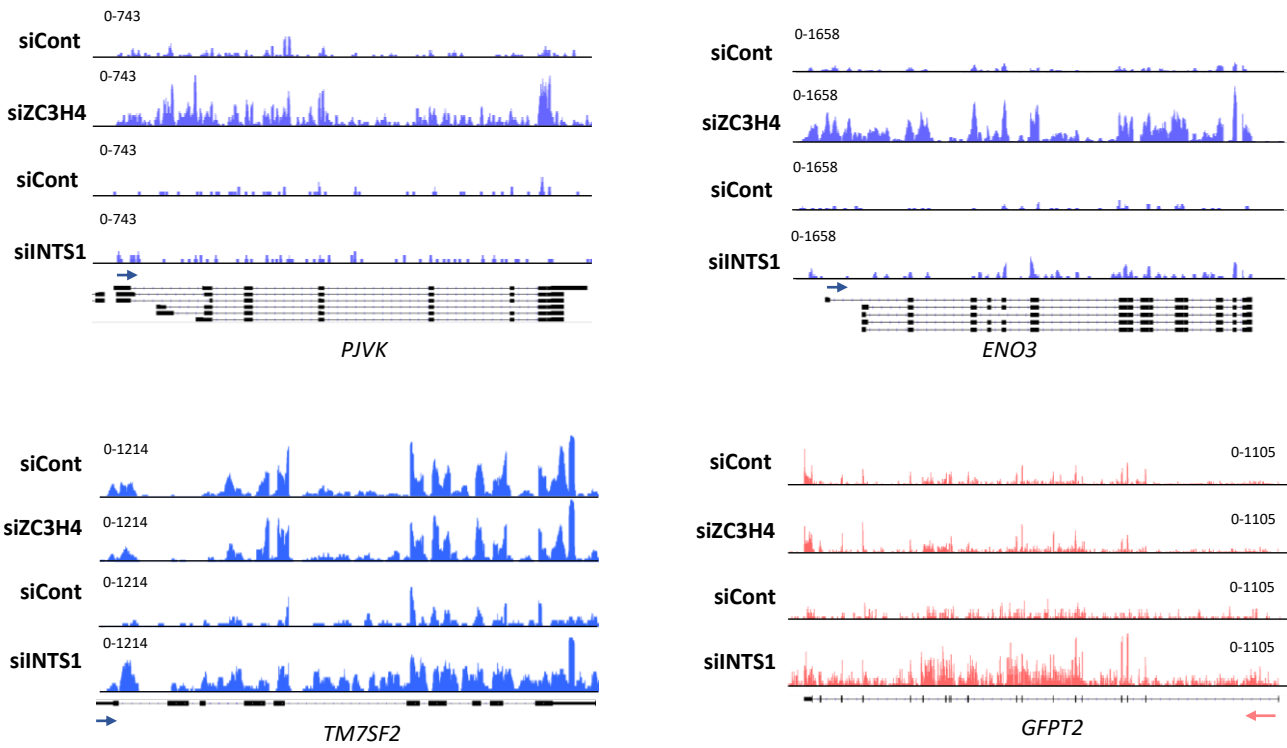 0-743
siCont
0-743
siZC3H4
0-743
siCont
0-743
siINTS1
PJVK
0-1658
siCont
0-1658
siZC3H4
0-1658
siCont
0-1658
siINTS1
ENO3
0-1214
siCont
0-1214
siZC3H4
0-1214
siCont
0-1214
siINTS1
TM7SF2
siCont
0-1105
siZC3H4
0-1105
siCont
0-1105
siINTS1
0-1105
GFPT2